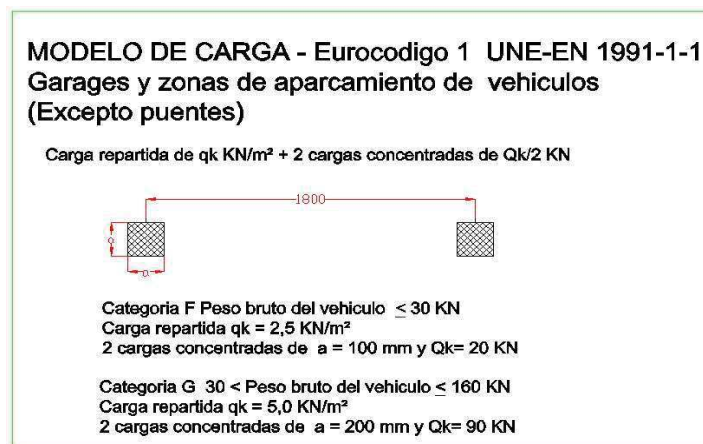 MODELO DE CARGA - Eurocodigo 1 UNE-EN 1991-1-1
Garages y zonas de aparcamiento de vehiculos
(Excepto puentes)
Carga repartida de qk KN/m² + 2 cargas concentradas de Qk/2 KN
1800
a
a
Categoria F Peso bruto del vehiculo ≤ 30 KN
Carga repartida qk = 2,5 KN/m²
2 cargas concentradas de a = 100 mm y Qk= 20 KN
Categoria G 30 < Peso bruto del vehiculo ≤ 160 KN
Carga repartida qk = 5,0 KN/m²
2 cargas concentradas de a = 200 mm y Qk= 90 KN